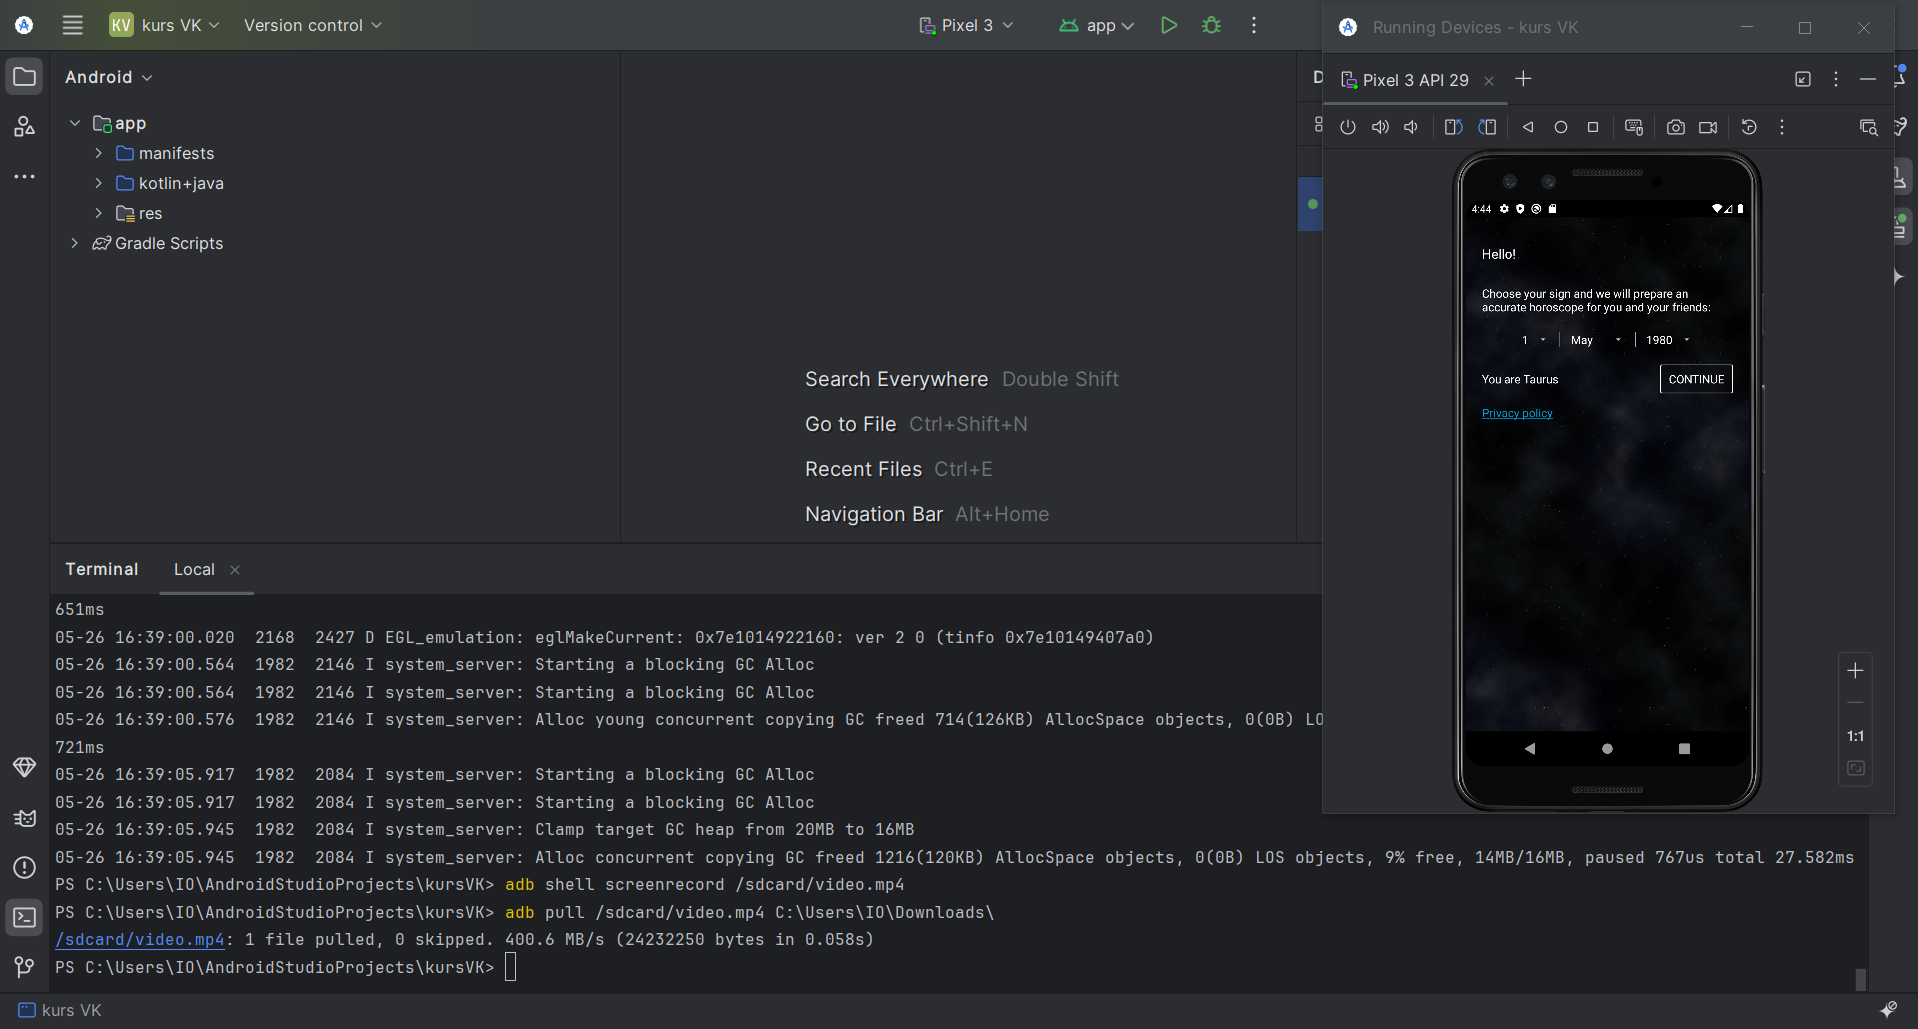 KV kurs VK
Version control
Pixel 3
app
Running Devices - kurs VK
Android
Pixel 3 API 29
app
manifests
kotlin+java
res
Gradle Scripts
4:44
Hello!
Choose your sign and we will prepare an
accurate horoscope for you and your friends:
1 May 1980
You are Taurus CONTINUE
Privacy policy
1:1
Search Everywhere Double Shift
Go to File Ctrl+Shift+N
Recent Files Ctrl+E
Navigation Bar Alt+Home
Terminal Local
651ms
05-26 16:39:00.020 2168 2427 D EGL_emulation: eglMakeCurrent: 0x7e1014922160: ver 2 0 (tinfo 0x7e10149407a0)
05-26 16:39:00.564 1982 2146 I system_server: Starting a blocking GC Alloc
05-26 16:39:00.564 1982 2146 I system_server: Starting a blocking GC Alloc
05-26 16:39:00.576 1982 2146 I system_server: Alloc young concurrent copying GC freed 714(126KB) AllocSpace objects, 0(0B) LO
721ms
05-26 16:39:05.917 1982 2084 I system_server: Starting a blocking GC Alloc
05-26 16:39:05.917 1982 2084 I system_server: Starting a blocking GC Alloc
05-26 16:39:05.945 1982 2084 I system_server: Clamp target GC heap from 20MB to 16MB
05-26 16:39:05.945 1982 2084 I system_server: Alloc concurrent copying GC freed 1216(120KB) AllocSpace objects, 0(0B) LOS objects, 9% free, 14MB/16MB, paused 767us total 27.582ms
PS C:\Users\IO\AndroidStudioProjects\kursVK> adb shell screenrecord /sdcard/video.mp4
PS C:\Users\IO\AndroidStudioProjects\kursVK> adb pull /sdcard/video.mp4 C:\Users\IO\Downloads\
/sdcard/video.mp4: 1 file pulled, 0 skipped. 400.6 MB/s (24232250 bytes in 0.058s)
PS C:\Users\IO\AndroidStudioProjects\kursVK>
kurs VK